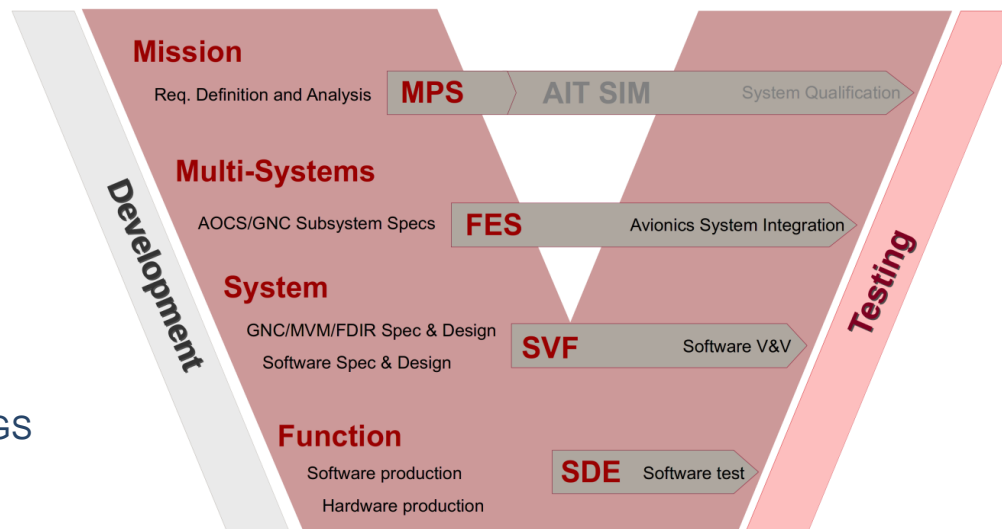 Mission
Req. Definition and Analysis
MPS
AIT SIM
System Qualification
Multi-Systems
AOCS/GNC Subsystem Specs
FES
Avionics System Integration
Development
Testing
System
GNC/MVM/FDIR Spec & Design
SVF
Software V&V
Software Spec & Design
GS
Function
Software production
SDE
Software test
Hardware production